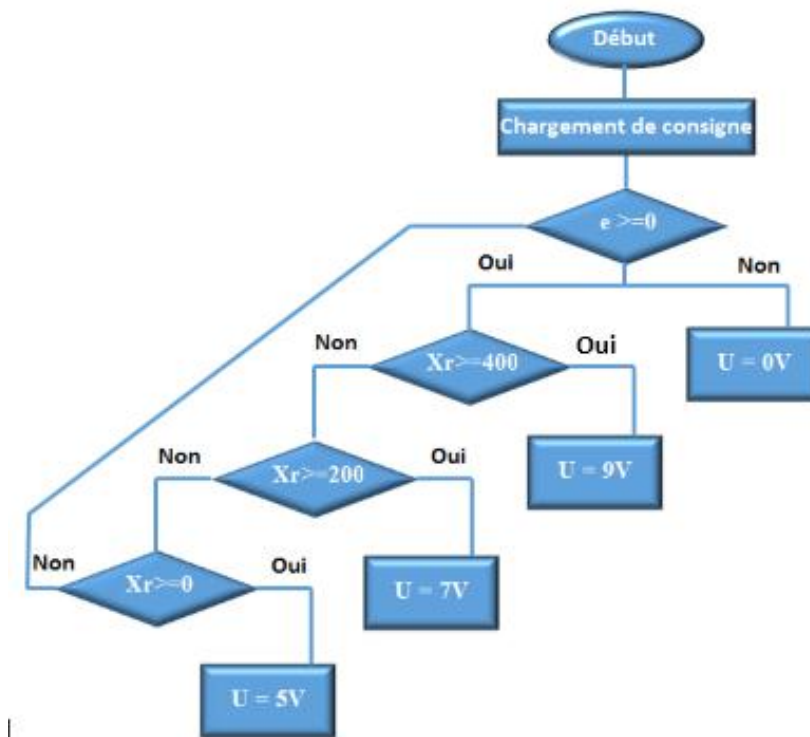 Début
Chargement de consigne
e >=0
Oui
Non
Non
Xr>=400
Oui
U = 0V
Non
Xr>=200
Oui
U = 9V
Non
Xr>=0
Oui
U = 7V
U = 5V